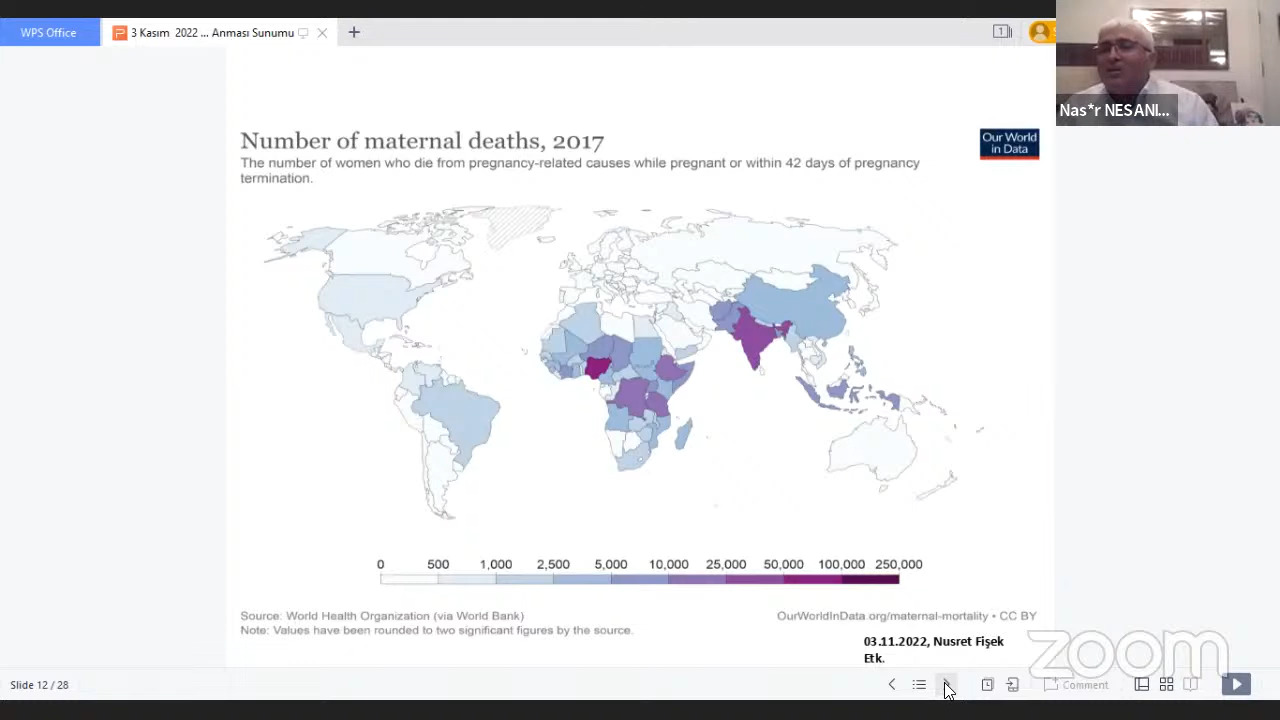 WPS Office
3 Kasım 2022 ... Anması Sunumu
1
Nas*r NESANI...
Number of maternal deaths, 2017
Our World
in Data
The number of women who die from pregnancy-related causes while pregnant or within 42 days of pregnancy
termination.
0 500 1,000 2,500 5,000 10,000 25,000 50,000 100,000 250,000
Source: World Health Organization (via World Bank)
OurWorldInData.org/maternal-mortality • CC BY
Note: Values have been rounded to two significant figures by the source.
03.11.2022, Nusret Fişek
Etk.
zoom
Slide 12 / 28
Comment